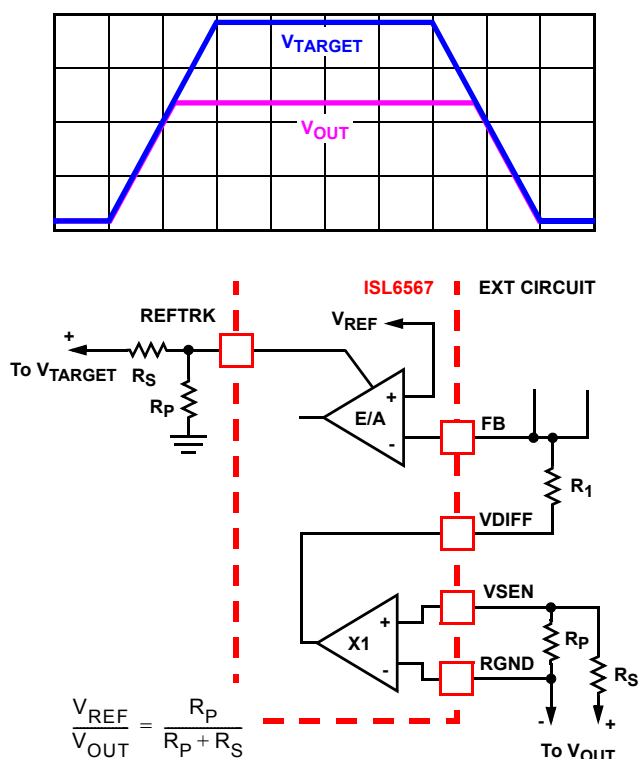 VTARGET
VOUT
ISL6567 EXT CIRCUIT
REFTRK
VREF
+
To VTARGET
RS
RP
+
E/A
-
FB
R1
VDIFF
VSEN
+
X1
-
RP
RS
RGND
VREF / VOUT = RP / RP + RS
- +
To VOUT